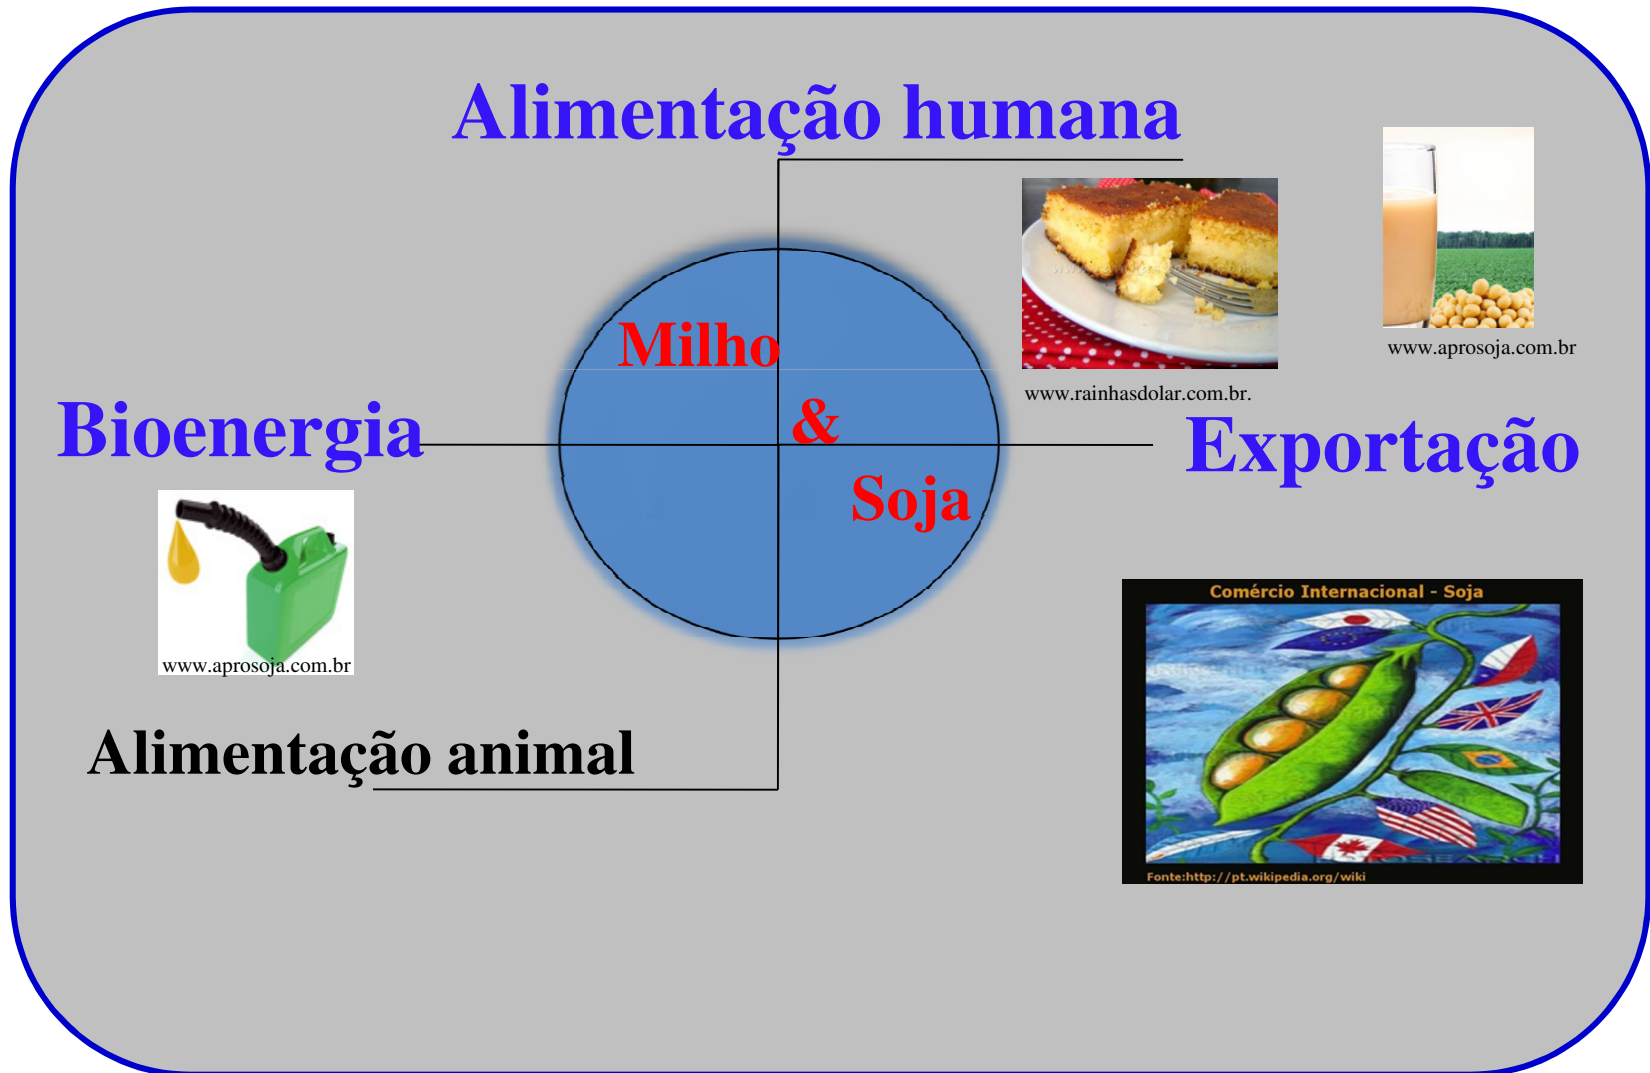 Alimentação humana
Milho
&
Soja
www.rainhasdolar.com.br.
www.aprosoja.com.br
Bioenergia
Exportação
www.aprosoja.com.br
Comércio Internacional - Soja
Fonte:http://pt.wikipedia.org/wiki
Alimentação animal